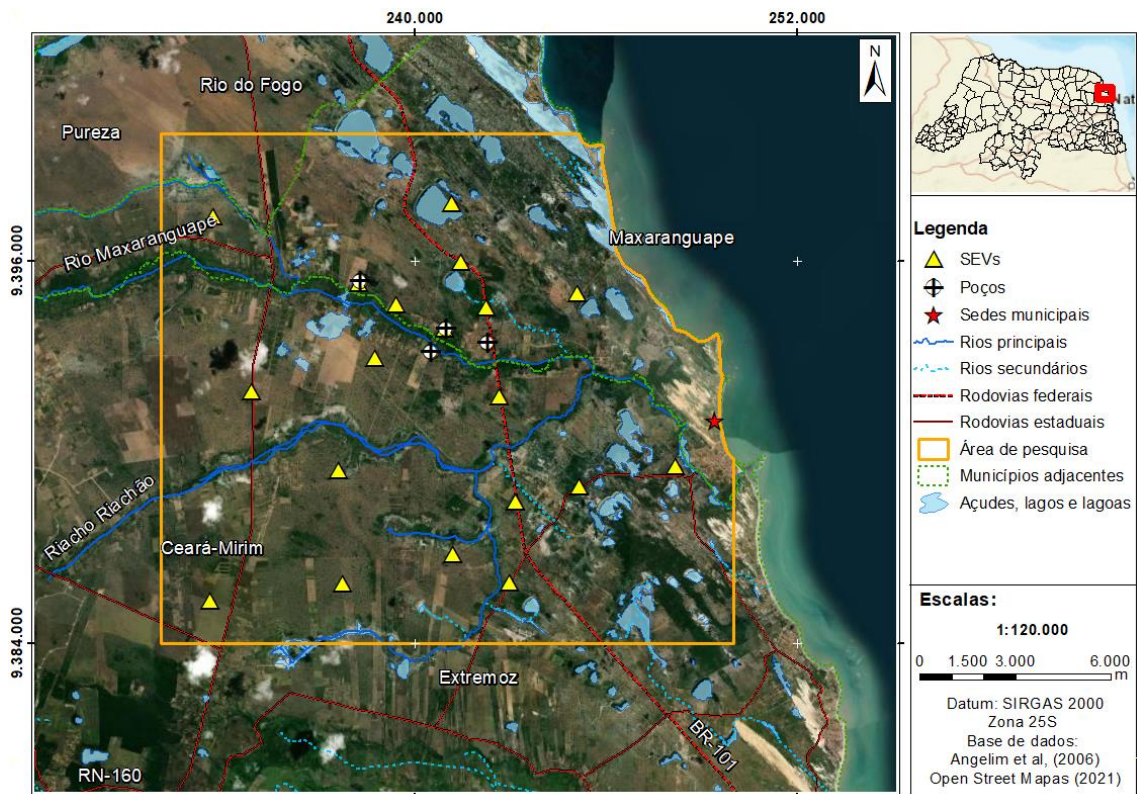 240.000
252.000
9.396.000
9.384.000
Rio do Fogo
Pureza
Rio Maxaranguape
Maxaranguape
Riacho Riachão
Ceará-Mirim
Extremoz
BR-101
RN-160
N
Nat
Legenda
SEVs
Poços
Sedes municipais
Rios principais
Rios secundários
Rodovias federais
Rodovias estaduais
Área de pesquisa
Municípios adjacentes
Açudes, lagos e lagoas
Escalas:
1:120.000
0 1.500 3.000 6.000
m
Datum: SIRGAS 2000
Zona 25S
Base de dados:
Angelim et al, (2006)
Open Street Mapas (2021)